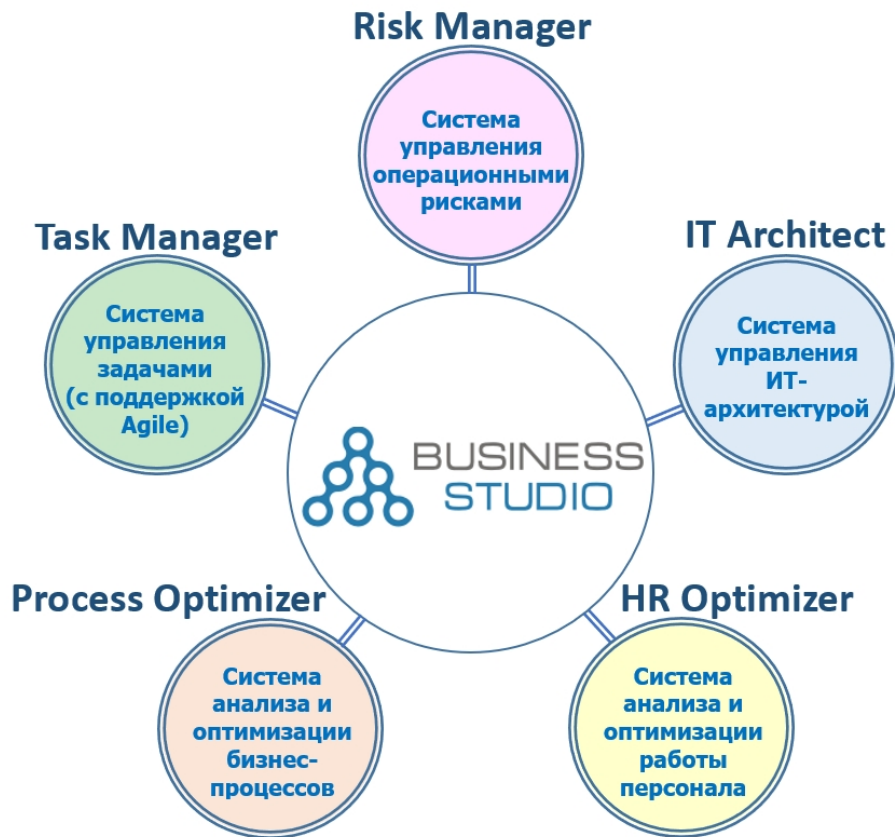 Risk Manager
Система
управления
операционными
рисками
Task Manager
Система
управления
задачами
(с поддержкой
Agile)
IT Architect
Система
управления
ИТ-
архитектурой
BUSINESS
STUDIO
Process Optimizer
Система
анализа и
оптимизации
бизнес-
процессов
HR Optimizer
Система
анализа и
оптимизации
работы
персонала